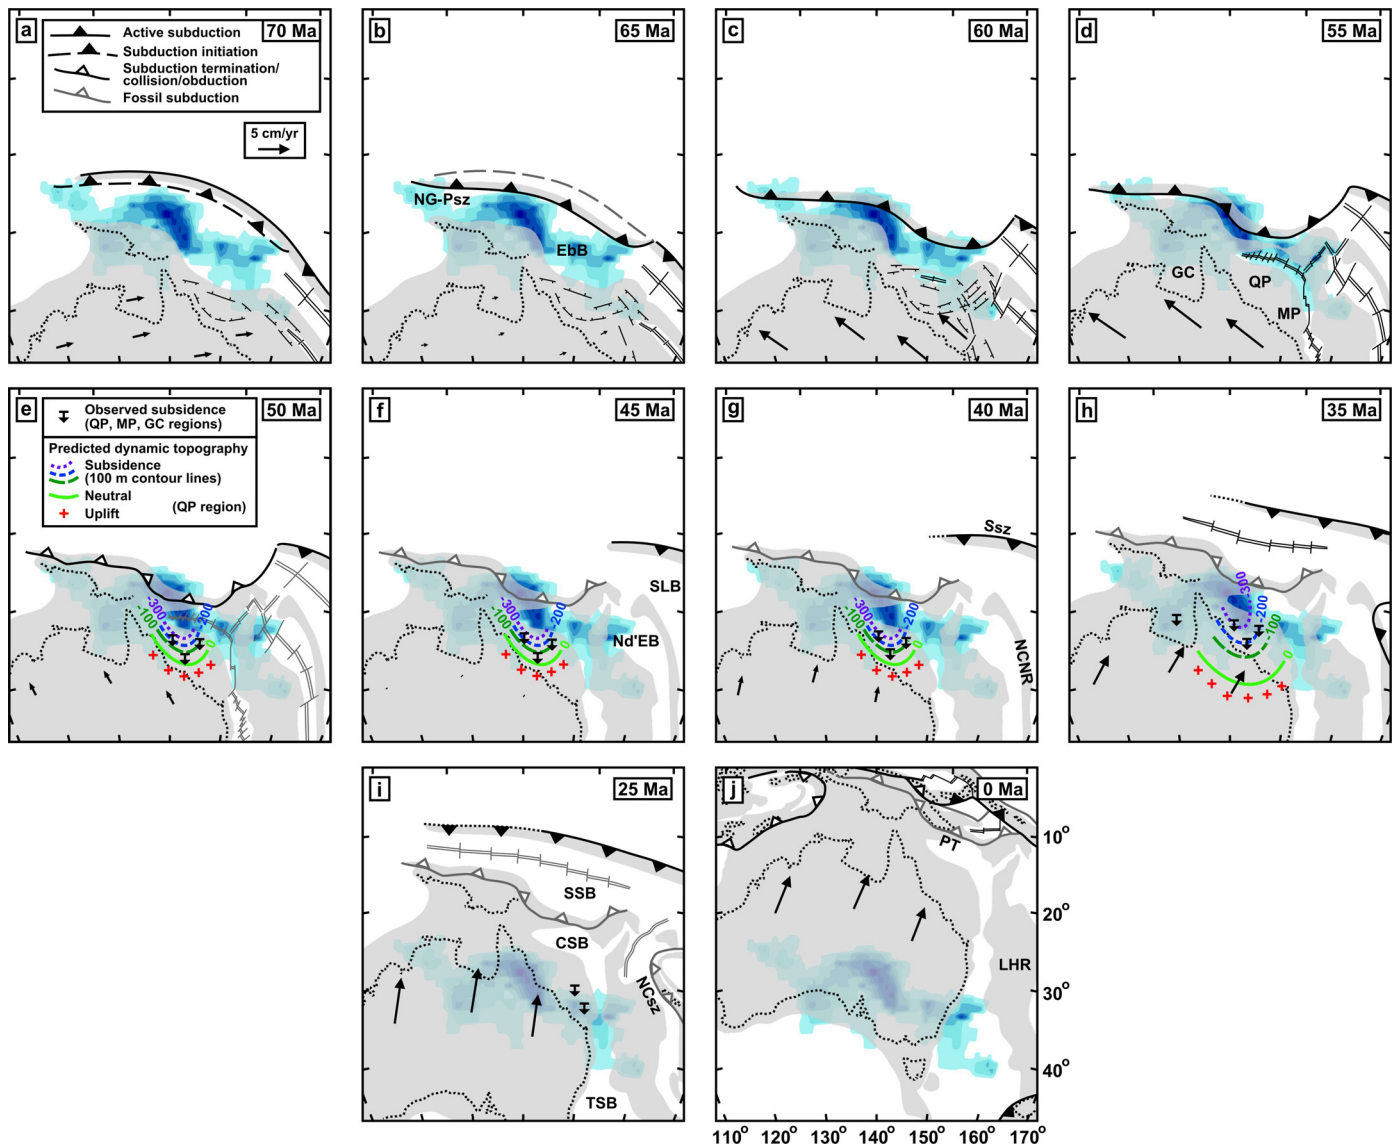 a
70 Ma
Active subduction
Subduction initiation
Subduction termination/
collision/obduction
Fossil subduction
5 cm/yr
b
65 Ma
NG-Psz
EbB
c
60 Ma
d
55 Ma
GC
QP
MP
e
50 Ma
Observed subsidence
(QP, MP, GC regions)
Predicted dynamic topography
Subsidence
(100 m contour lines)
Neutral
(QP region)
Uplift
-300
-200
-100
0
f
45 Ma
SLB
Nd'EB
-300
-200
-100
0
g
40 Ma
Ssz
NCNR
-300
-200
-100
0
h
35 Ma
-300
-200
-100
0
i
25 Ma
SSB
CSB
NCsz
TSB
j
0 Ma
PT
LHR
10°
20°
30°
40°
110° 120° 130° 140° 150° 160° 170°